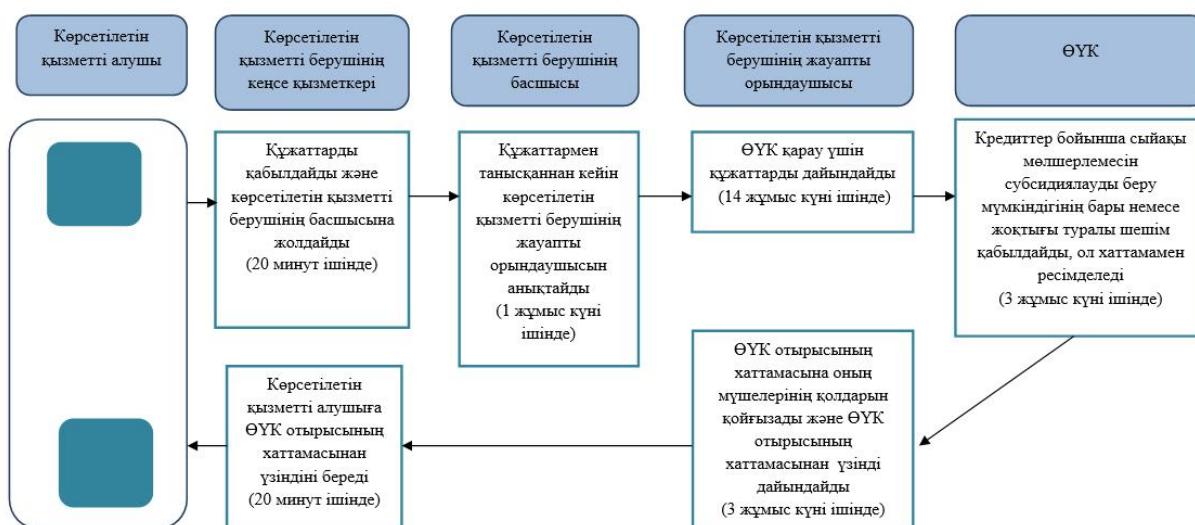 Көрсетілетін
қызметті алушы
Көрсетілетін
қызметті берушінің
кеңсе қызметкері
Көрсетілетін
қызметті берушінің
басшысы
Көрсетілетін қызметті
берушінің жауапты
орындаушысы
ӨҮК
Құжаттарды
қабылдайды және
көрсетілетін қызметті
берушінің басшысына
жолдайды
(20 минут ішінде)
Құжаттармен
танысқаннан кейін
көрсетілетін
қызметті берушінің
жауапты
орындаушысын
анықтайды
(1 жұмыс күні
ішінде)
ӨҮК қарау үшін
құжаттарды дайындайды
(14 жұмыс күні ішінде)
Кредиттер бойынша сыйақы
мөлшерлемесін
субсидиялауды беру
мүмкіндігінің бары немесе
жоқтығы туралы шешім
қабылдайды, ол хаттамамен
ресімделеді
(3 жұмыс күні ішінде)
ӨҮК отырысының
хаттамасына оның
мүшелерінің қолдарын
қойғызады және ӨҮК
отырысының
хаттамасынан үзінді
дайындайды
(3 жұмыс күні ішінде)
Көрсетілетін
қызметті алушыға
ӨҮК отырысының
хаттамасынан
үзіндіні береді
(20 минут ішінде)